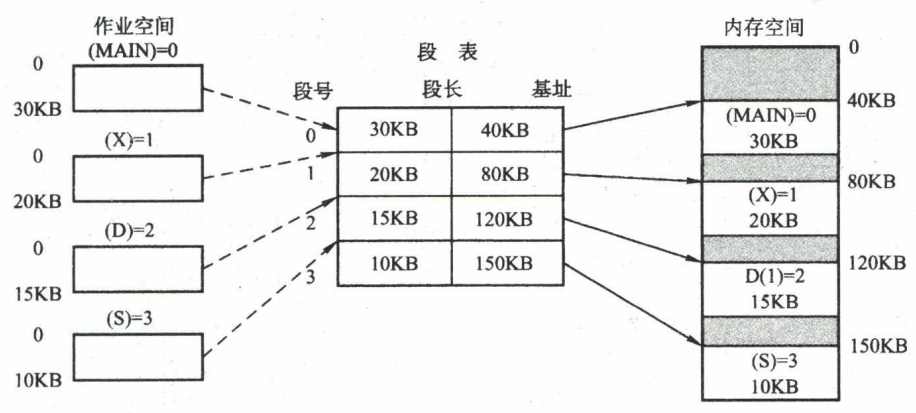 作业空间
(MAIN)=0
0
30KB
(X)=1
0
20KB
(D)=2
0
15KB
(S)=3
0
10KB
段 表
段号 段长 基址
0 30KB 40KB
1 20KB 80KB
2 15KB 120KB
3 10KB 150KB
内存空间
0
40KB
(MAIN)=0
30KB
80KB
(X)=1
20KB
120KB
D(1)=2
15KB
150KB
(S)=3
10KB